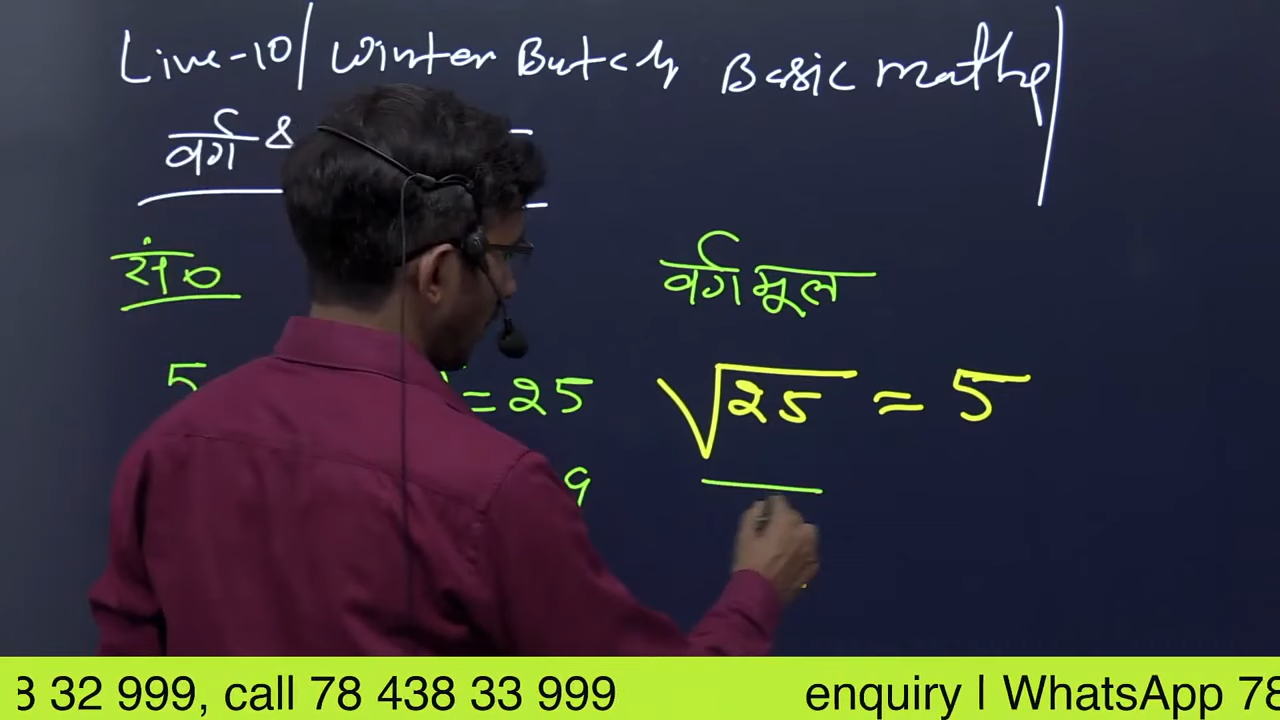 Live-10 | Winter Butch Basic maths |
वर्ग &
सं० वर्गमूल
5 = 25 √25 = 5
9
3 32 999, call 78 438 33 999 enquiry I WhatsApp 78